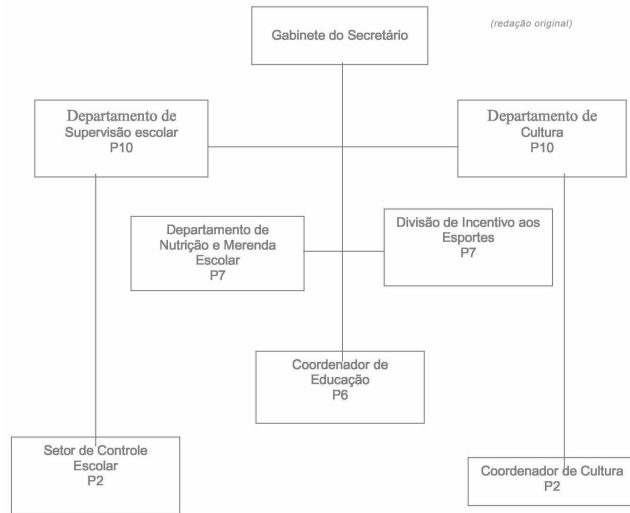 Gabinete do Secretário
(redação original)
Departamento de
Supervisão escolar
P10
Departamento de
Cultura
P10
Departamento de
Nutrição e Merenda
Escolar
P7
Divisão de Incentivo aos
Esportes
P7
Coordenador de
Educação
P6
Setor de Controle
Escolar
P2
Coordenador de Cultura
P2